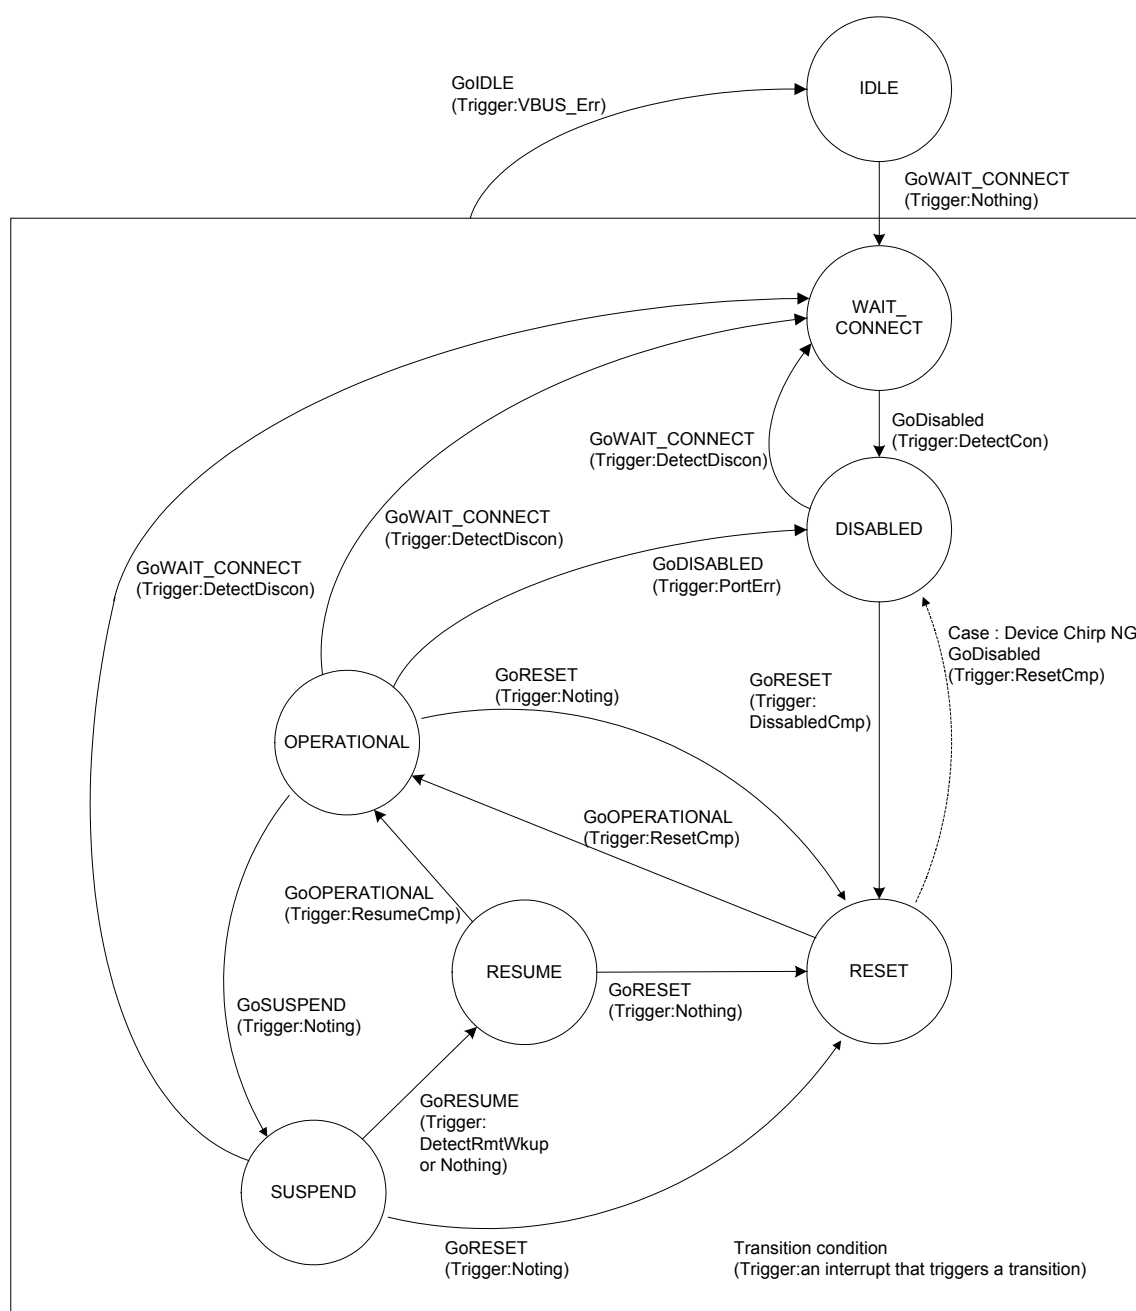 IDLE
GoIDLE
(Trigger:VBUS_Err)
GoWAIT_CONNECT
(Trigger:Nothing)
WAIT_
CONNECT
GoDisabled
(Trigger:DetectCon)
GoWAIT_CONNECT
(Trigger:DetectDiscon)
DISABLED
GoWAIT_CONNECT
(Trigger:DetectDiscon)
GoDISABLED
(Trigger:PortErr)
GoWAIT_CONNECT
(Trigger:DetectDiscon)
Case : Device Chirp NG
GoDisabled
(Trigger:ResetCmp)
GoRESET
(Trigger:Noting)
GoRESET
(Trigger:
DissabledCmp)
OPERATIONAL
GoOPERATIONAL
(Trigger:ResetCmp)
GoOPERATIONAL
(Trigger:ResumeCmp)
RESUME
RESET
GoRESET
(Trigger:Nothing)
GoSUSPEND
(Trigger:Noting)
GoRESUME
(Trigger:
DetectRmtWkup
or Nothing)
SUSPEND
GoRESET
(Trigger:Noting)
Transition condition
(Trigger:an interrupt that triggers a transition)